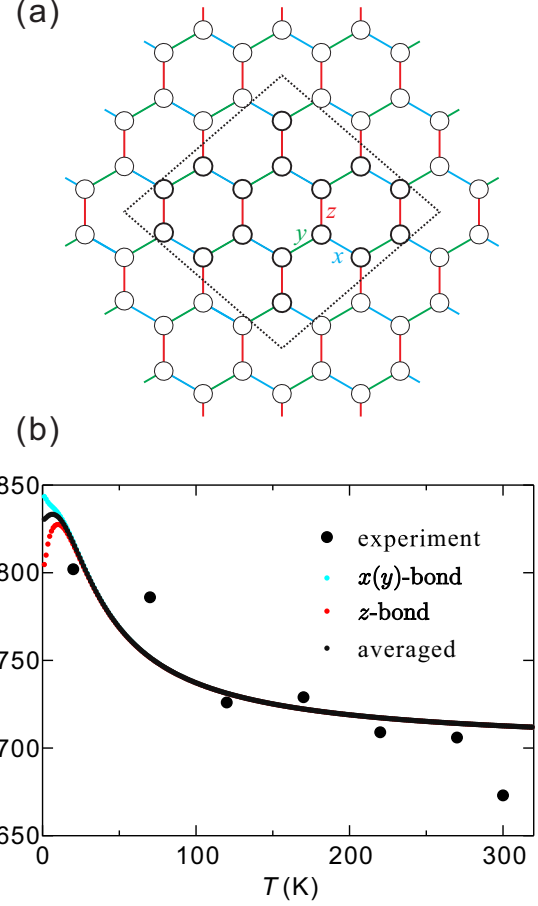 (a)
z
y
x
(b)
850
800
750
700
650
experiment
x(y)-bond
z-bond
averaged
0 100 200 300
T (K)